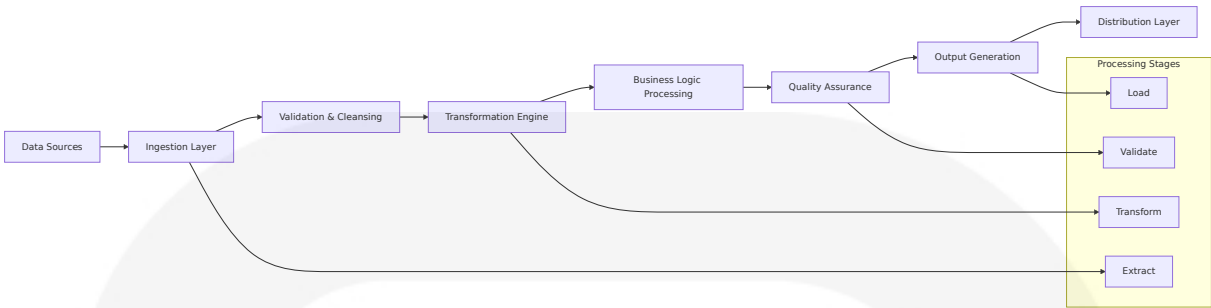 Data Sources
Ingestion Layer
Validation & Cleansing
Transformation Engine
Business Logic
Processing
Quality Assurance
Output Generation
Distribution Layer
Processing Stages
Load
Validate
Transform
Extract